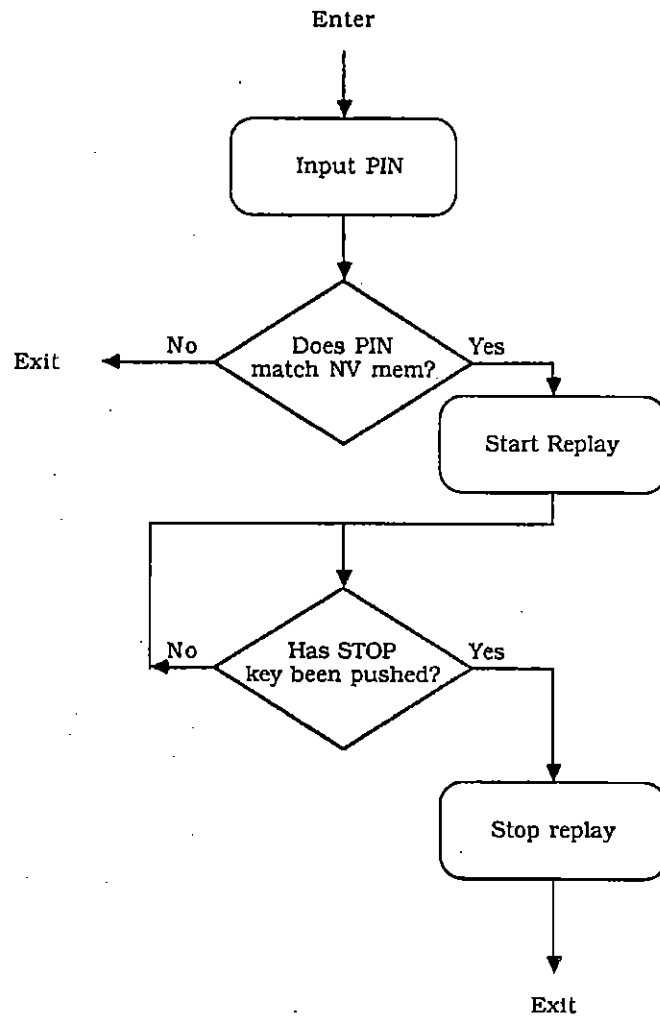 Enter
Input PIN
Does PIN
match NV mem?
No
Yes
Exit
Start Replay
Has STOP
key been pushed?
No
Yes
Stop replay
Exit